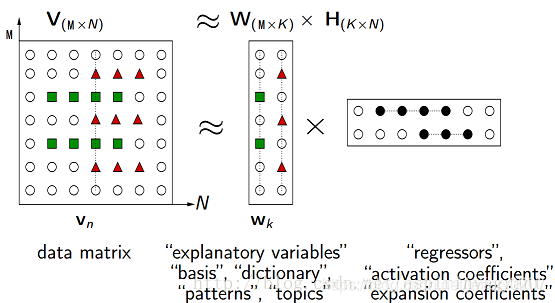 M V(M×N) ≈ W(M×K) × H(K×N)
≈ ×
N
vn wk
data matrix “explanatory variables” “regressors”,
“basis”, “dictionary”, “activation coefficients”
“patterns”, “topics” “expansion coefficients”